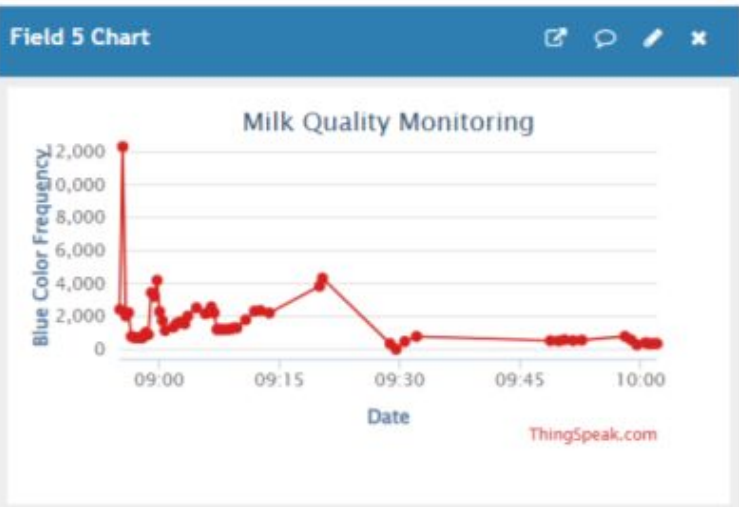 Field 5 Chart
Milk Quality Monitoring
Blue Color Frequency
12,000
10,000
8,000
6,000
4,000
2,000
0
09:00 09:15 09:30 09:45 10:00
Date
ThingSpeak.com